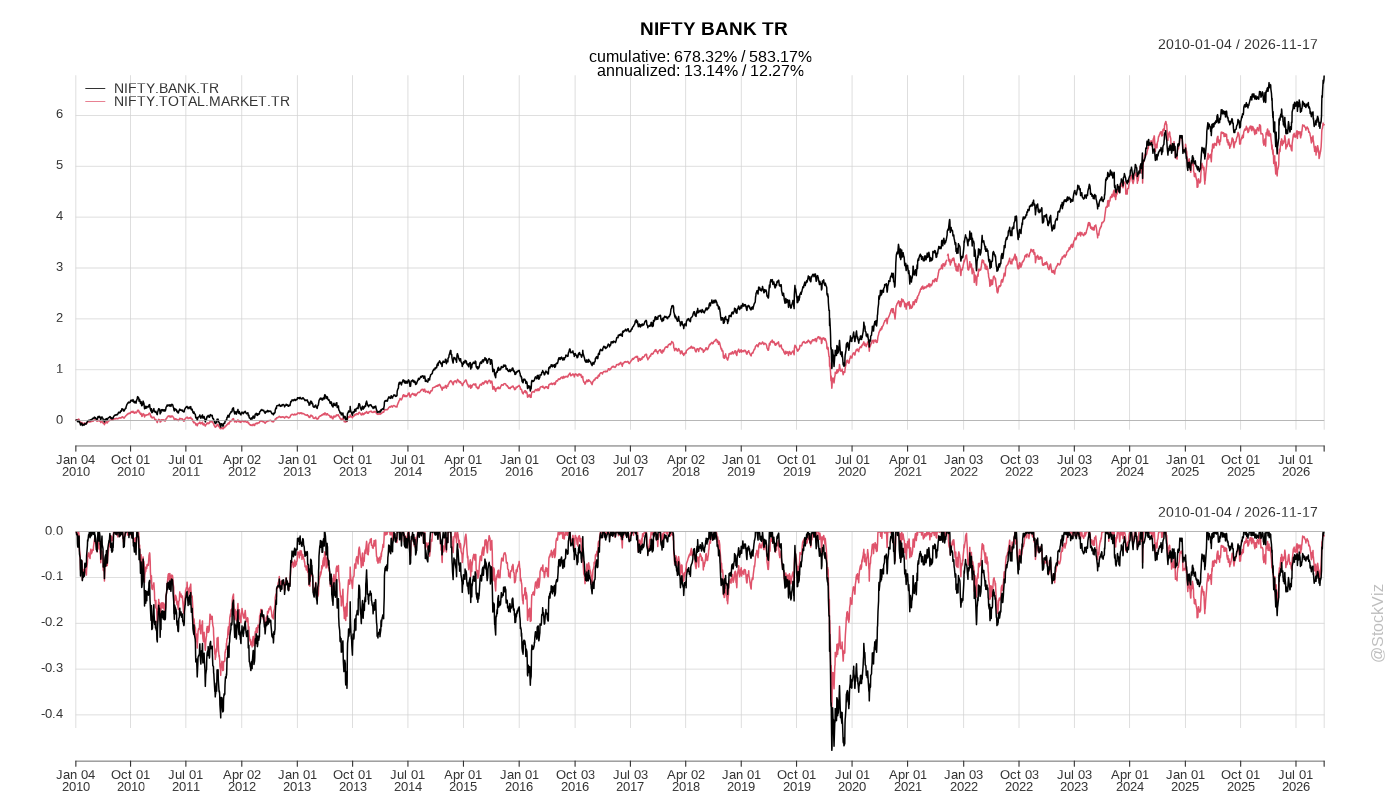 NIFTY BANK TR
cumulative: 678.32% / 583.17%
annualized: 13.14% / 12.27%
2010-01-04 / 2026-11-17
NIFTY.BANK.TR
NIFTY.TOTAL.MARKET.TR
6
5
4
3
2
1
0
Jan 04 Oct 01 Jul 01 Apr 02 Jan 01 Oct 01 Jul 01 Apr 01 Jan 01 Oct 03 Jul 03 Apr 02 Jan 01 Oct 01 Jul 01 Apr 01 Jan 03 Oct 03 Jul 03 Apr 01 Jan 01 Oct 01 Jul 01
2010 2010 2011 2012 2013 2013 2014 2015 2016 2016 2017 2018 2019 2019 2020 2021 2022 2022 2023 2024 2025 2025 2026
2010-01-04 / 2026-11-17
0.0
-0.1
-0.2
-0.3
-0.4
Jan 04 Oct 01 Jul 01 Apr 02 Jan 01 Oct 01 Jul 01 Apr 01 Jan 01 Oct 03 Jul 03 Apr 02 Jan 01 Oct 01 Jul 01 Apr 01 Jan 03 Oct 03 Jul 03 Apr 01 Jan 01 Oct 01 Jul 01
2010 2010 2011 2012 2013 2013 2014 2015 2016 2016 2017 2018 2019 2019 2020 2021 2022 2022 2023 2024 2025 2025 2026
@StockViz